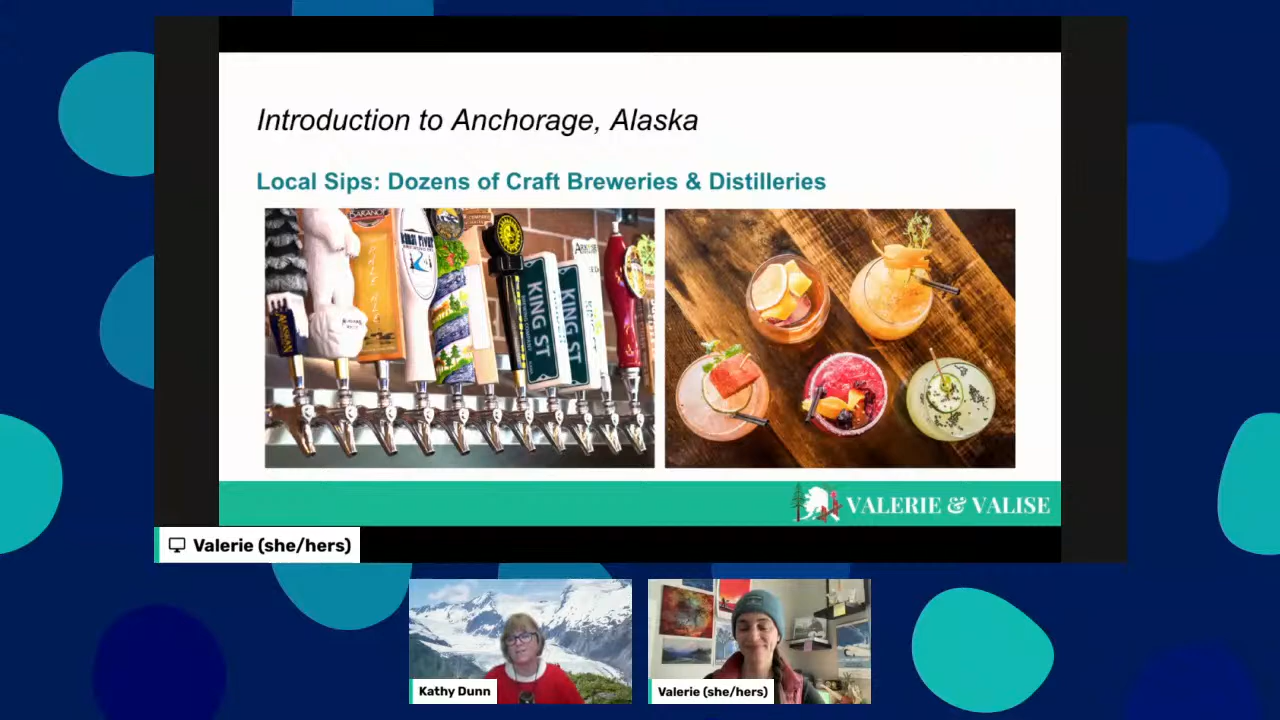 Introduction to Anchorage, Alaska
Local Sips: Dozens of Craft Breweries & Distilleries
ALASKAN
KING ST
KING ST
VALERIE & VALISE
Valerie (she/hers)
Kathy Dunn
Valerie (she/hers)